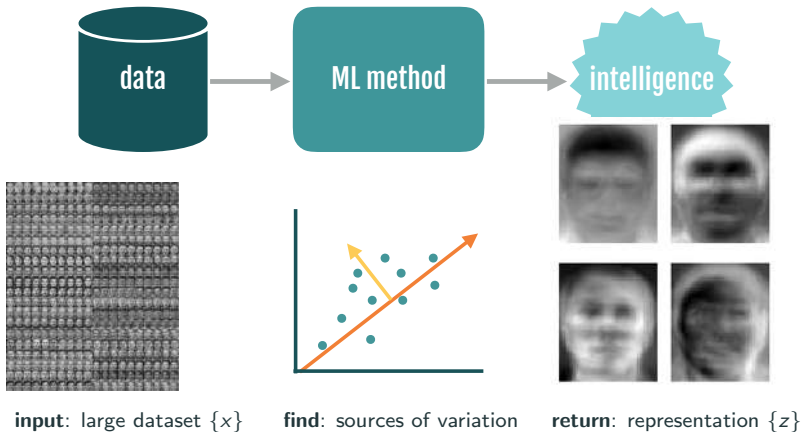 data
ML method
intelligence
input: large dataset {x}
find: sources of variation
return: representation {z}